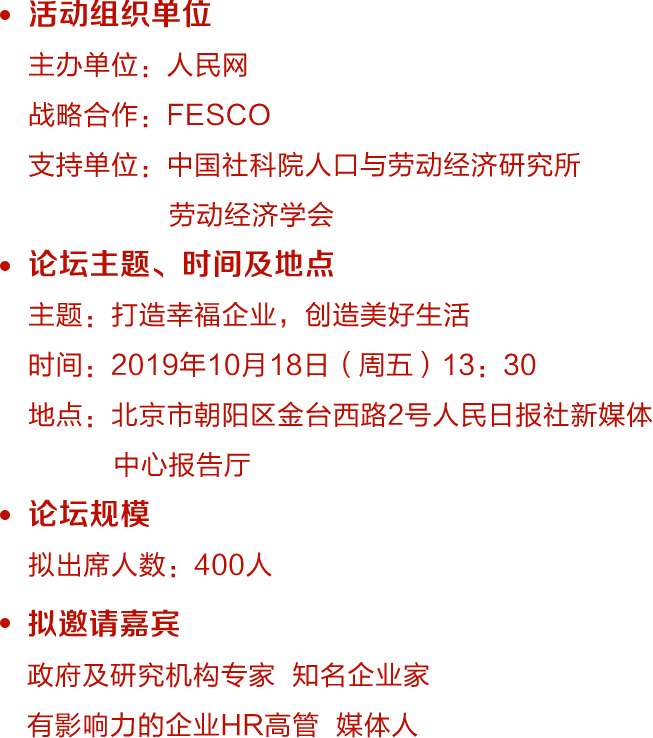 • 活动组织单位
主办单位：人民网
战略合作：FESCO
支持单位：中国社科院人口与劳动经济研究所
劳动经济学会
• 论坛主题、时间及地点
主题：打造幸福企业，创造美好生活
时间：2019年10月18日（周五）13：30
地点：北京市朝阳区金台西路2号人民日报社新媒体
中心报告厅
• 论坛规模
拟出席人数：400人
• 拟邀请嘉宾
政府及研究机构专家 知名企业家
有影响力的企业HR高管 媒体人